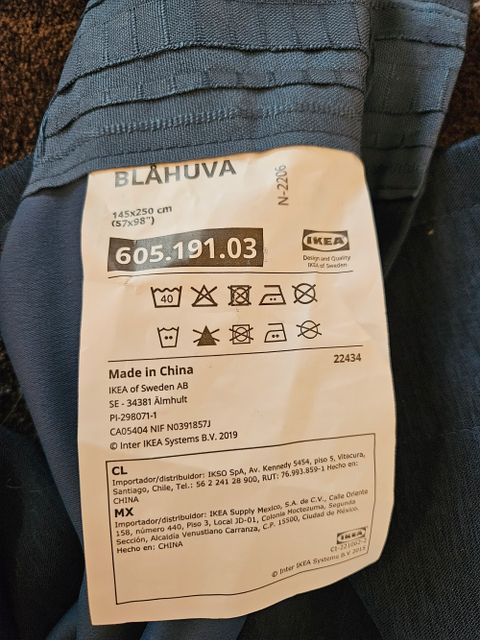 BLÅHUVA
N-2206
145x250 cm
(57x98")
605.191.03
IKEA
Design and Quality
IKEA of Sweden
40
Made in China
22434
IKEA of Sweden AB
SE - 34381 Älmhult
PI-298071-1
CA05404 NIF N0391857J
© Inter IKEA Systems B.V. 2019
CL
Importador/distribuidor: IKSO SpA, Av. Kennedy 5454, piso 5, Vitacura,
Santiago, Chile, Tel.: 56 2 241 28 900, RUT: 76.993.859-1 Hecho en:
CHINA
MX
Importador/distribuidor: IKEA Supply Mexico, S.A. de C.V., Calle Oriente
158, número 440, Piso 3, Local JD-01, Colonia Moctezuma, Segunda
Sección, Alcaldía Venustiano Carranza, C.P. 15500, Ciudad de México.
Hecho en: CHINA
IKEA
© Inter IKEA Systems B.V. 2015